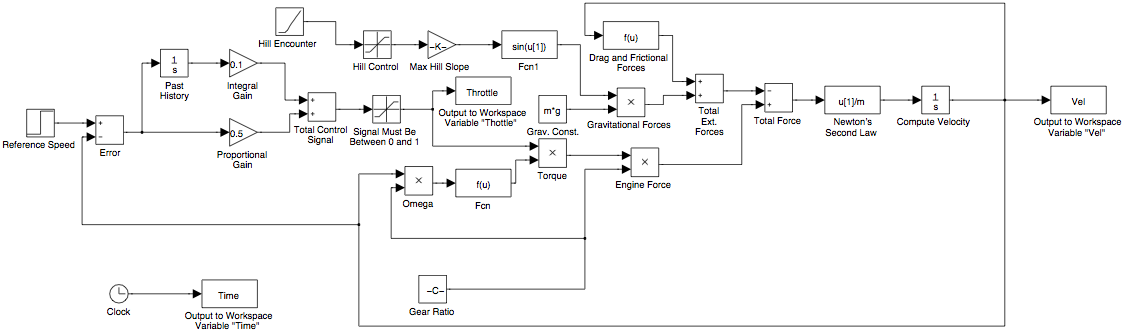 Hill Encounter
Hill Control
-K-
Max Hill Slope
sin(u[1])
Fcn1
f(u)
Drag and Frictional
Forces
1
s
Past
History
0.1
Integral
Gain
Throttle
Output to Workspace
Variable "Thottle"
m*g
Grav. Const.
×
Gravitational Forces
+
+
Total
Ext.
Forces
−
+
Total Force
u[1]/m
Newton's
Second Law
1
s
Compute Velocity
Vel
Output to Workspace
Variable "Vel"
Reference Speed
+
−
Error
0.5
Proportional
Gain
+
+
Total Control
Signal
Signal Must Be
Between 0 and 1
×
Torque
×
Engine Force
×
Omega
f(u)
Fcn
-C-
Gear Ratio
Clock
Time
Output to Workspace
Variable "Time"